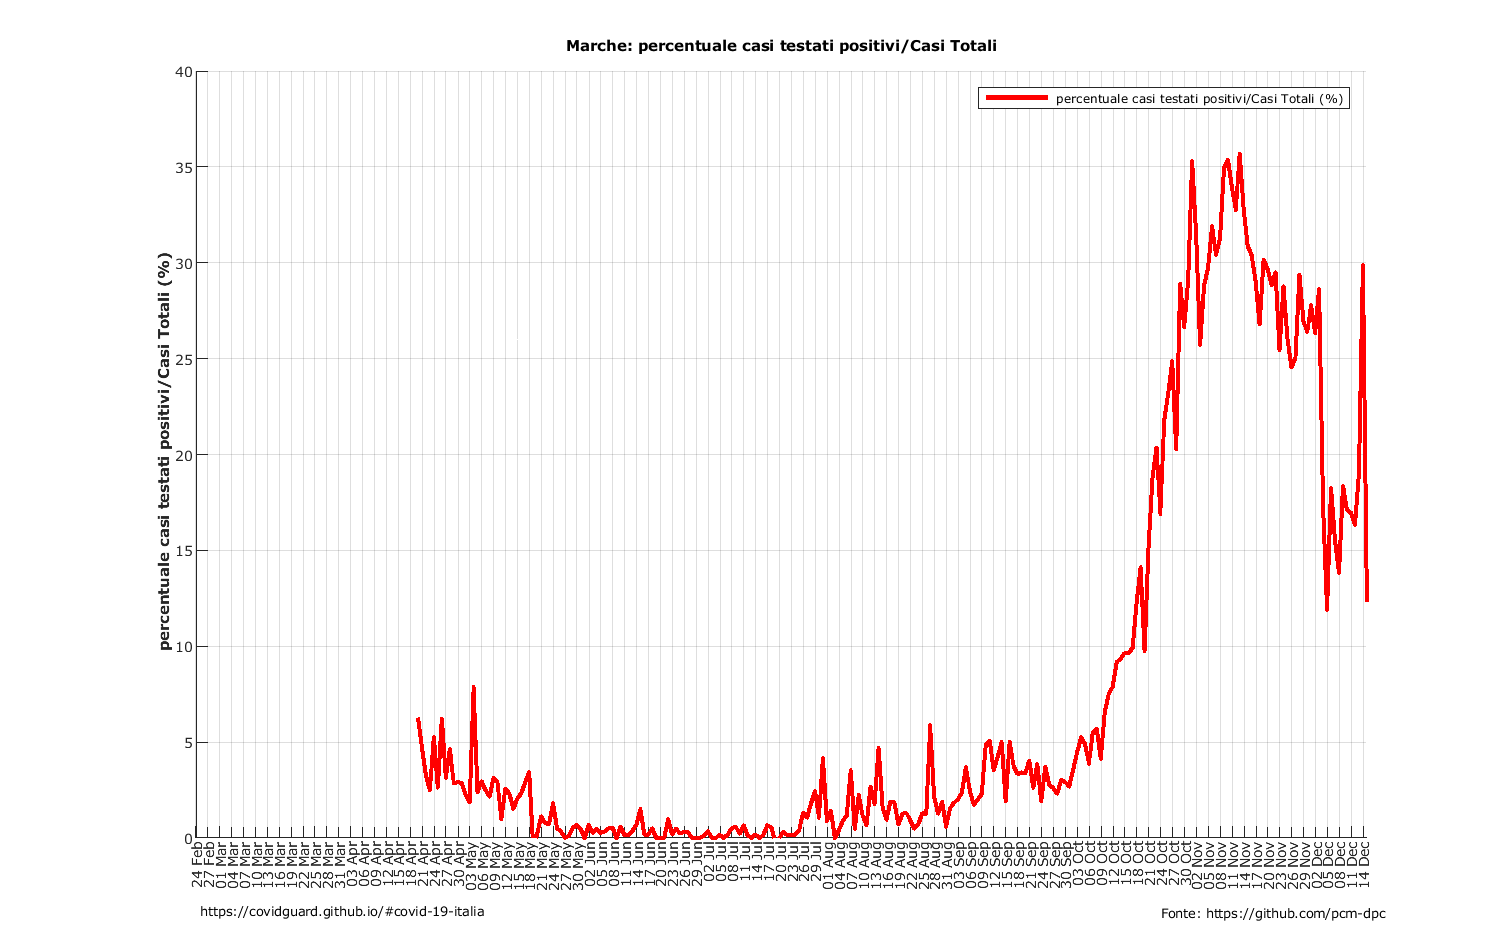 Marche: percentuale casi testati positivi/Casi Totali
percentuale casi testati positivi/Casi Totali (%)
percentuale casi testati positivi/Casi Totali (%)
40
35
30
25
20
15
10
5
0
24 Feb
27 Feb
01 Mar
04 Mar
07 Mar
10 Mar
13 Mar
16 Mar
19 Mar
22 Mar
25 Mar
28 Mar
31 Mar
03 Apr
06 Apr
09 Apr
12 Apr
15 Apr
18 Apr
21 Apr
24 Apr
27 Apr
30 Apr
03 May
06 May
09 May
12 May
15 May
18 May
21 May
24 May
27 May
30 May
02 Jun
05 Jun
08 Jun
11 Jun
14 Jun
17 Jun
20 Jun
23 Jun
26 Jun
29 Jun
02 Jul
05 Jul
08 Jul
11 Jul
14 Jul
17 Jul
20 Jul
23 Jul
26 Jul
29 Jul
01 Aug
04 Aug
07 Aug
10 Aug
13 Aug
16 Aug
19 Aug
22 Aug
25 Aug
28 Aug
31 Aug
03 Sep
06 Sep
09 Sep
12 Sep
15 Sep
18 Sep
21 Sep
24 Sep
27 Sep
30 Sep
03 Oct
06 Oct
09 Oct
12 Oct
15 Oct
18 Oct
21 Oct
24 Oct
27 Oct
30 Oct
02 Nov
05 Nov
08 Nov
11 Nov
14 Nov
17 Nov
20 Nov
23 Nov
26 Nov
29 Nov
02 Dec
05 Dec
08 Dec
11 Dec
14 Dec
https://covidguard.github.io/#covid-19-italia
Fonte: https://github.com/pcm-dpc